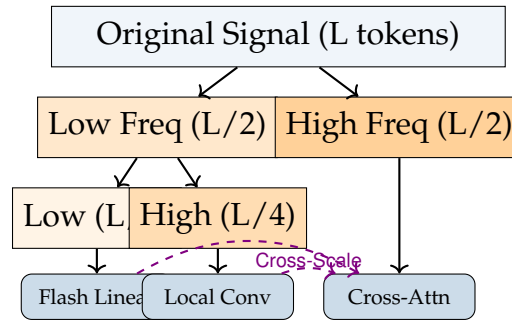 Original Signal (L tokens)
Low Freq (L/2)
High Freq (L/2)
Low (L
High (L/4)
Cross-Scale
Flash Linea
Local Conv
Cross-Attn